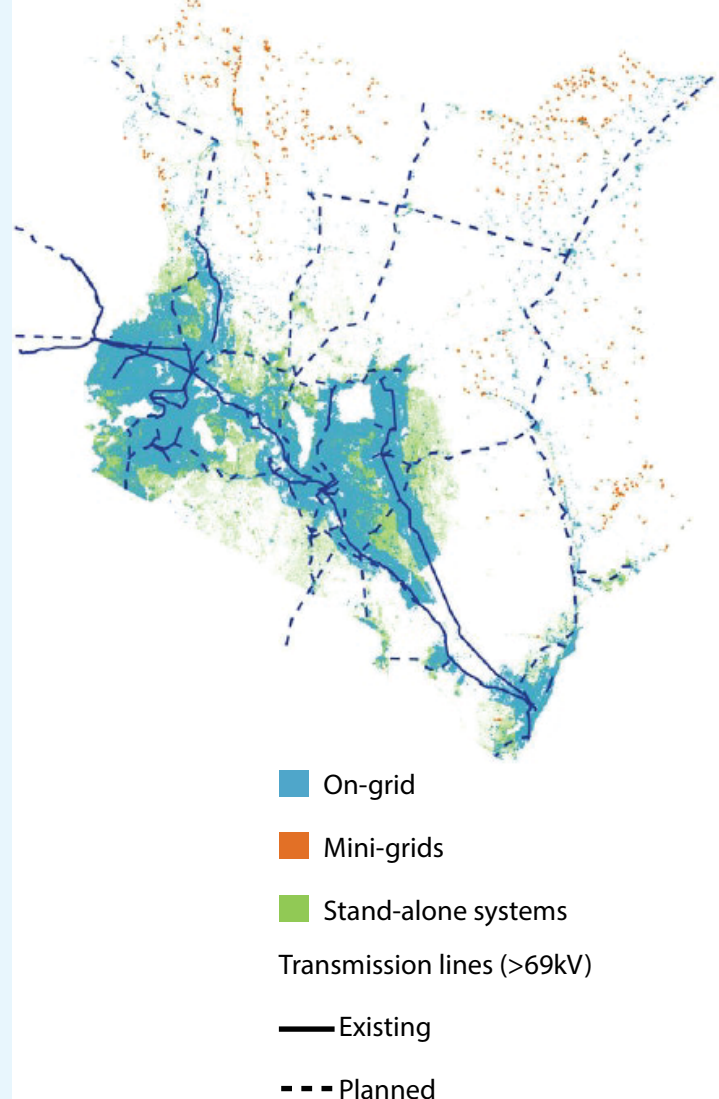 On-grid
Mini-grids
Stand-alone systems
Transmission lines (>69kV)
Existing
Planned